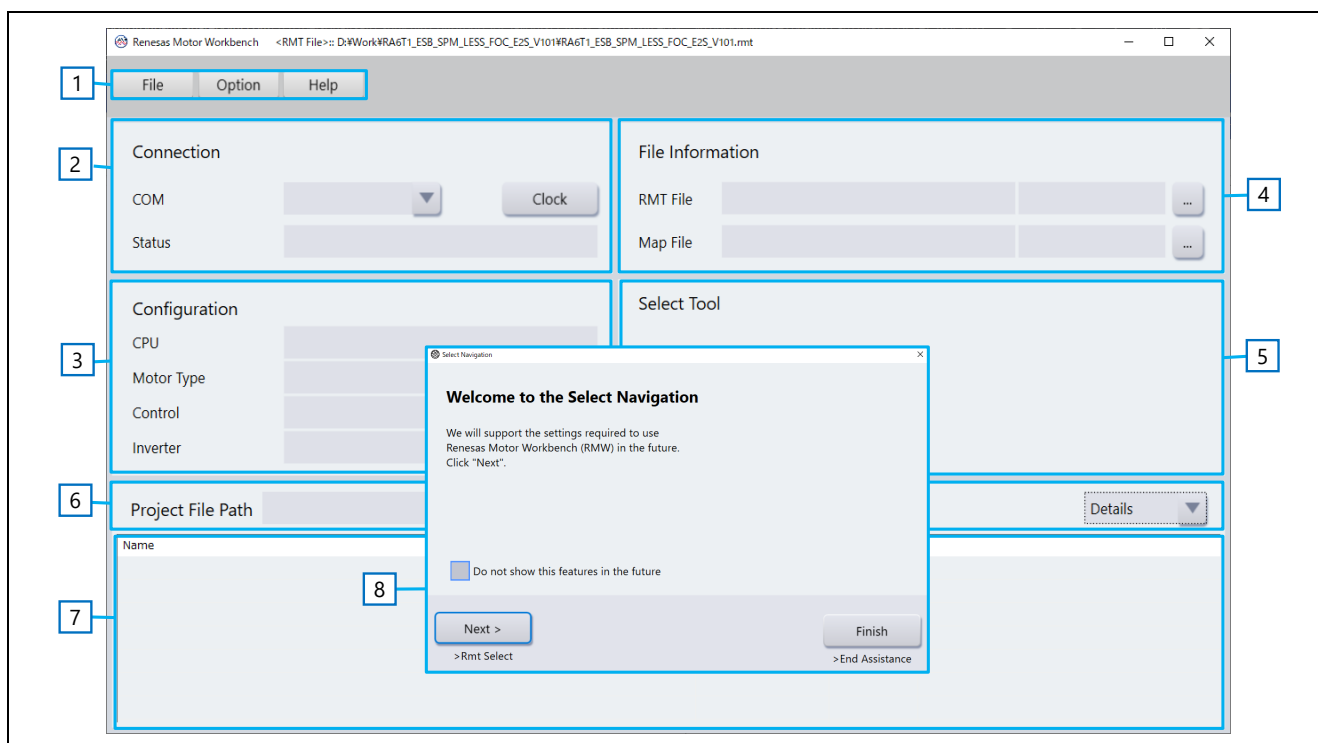 Renesas Motor Workbench <RMT File>:: D:¥Work¥RA6T1_ESB_SPM_LESS_FOC_E2S_V101¥RA6T1_ESB_SPM_LESS_FOC_E2S_V101.rmt
1
File Option Help
2
Connection
COM
Clock
Status
File Information
RMT File
...
Map File
...
4
3
Configuration
CPU
Motor Type
Control
Inverter
Select Tool
5
6
Project File Path
Details
7
Name
8
Select Navigation
Welcome to the Select Navigation
We will support the settings required to use
Renesas Motor Workbench (RMW) in the future.
Click "Next".
Do not show this features in the future
Next >
>Rmt Select
Finish
>End Assistance